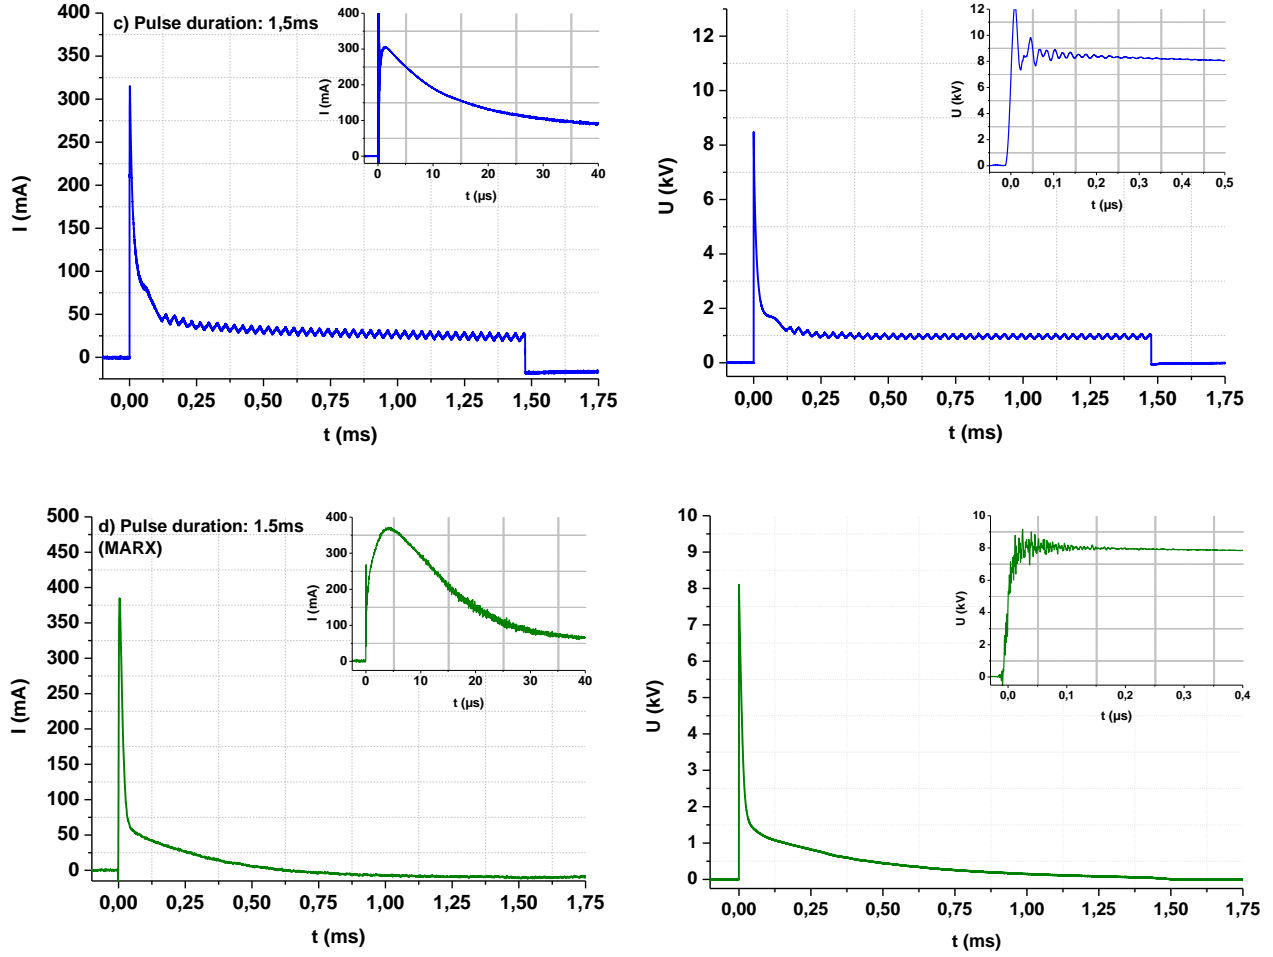 c) Pulse duration: 1,5ms
I (mA)
400
350
300
250
200
150
100
50
0
0,00 0,25 0,50 0,75 1,00 1,25 1,50 1,75
t (ms)
I (mA)
400
300
200
100
0
0 10 20 30 40
t (µs)
U (kV)
12
10
8
6
4
2
0
0,00 0,25 0,50 0,75 1,00 1,25 1,50 1,75
t (ms)
U (kV)
12
10
8
6
4
2
0
0,0 0,1 0,2 0,3 0,4 0,5
t (µs)
d) Pulse duration: 1.5ms
(MARX)
I (mA)
500
450
400
350
300
250
200
150
100
50
0
0,00 0,25 0,50 0,75 1,00 1,25 1,50 1,75
t (ms)
I (mA)
400
300
200
100
0
0 10 20 30 40
t (µs)
U (kV)
10
9
8
7
6
5
4
3
2
1
0
0,00 0,25 0,50 0,75 1,00 1,25 1,50 1,75
t (ms)
U (kV)
10
8
6
4
2
0
0,0 0,1 0,2 0,3 0,4
t (µs)